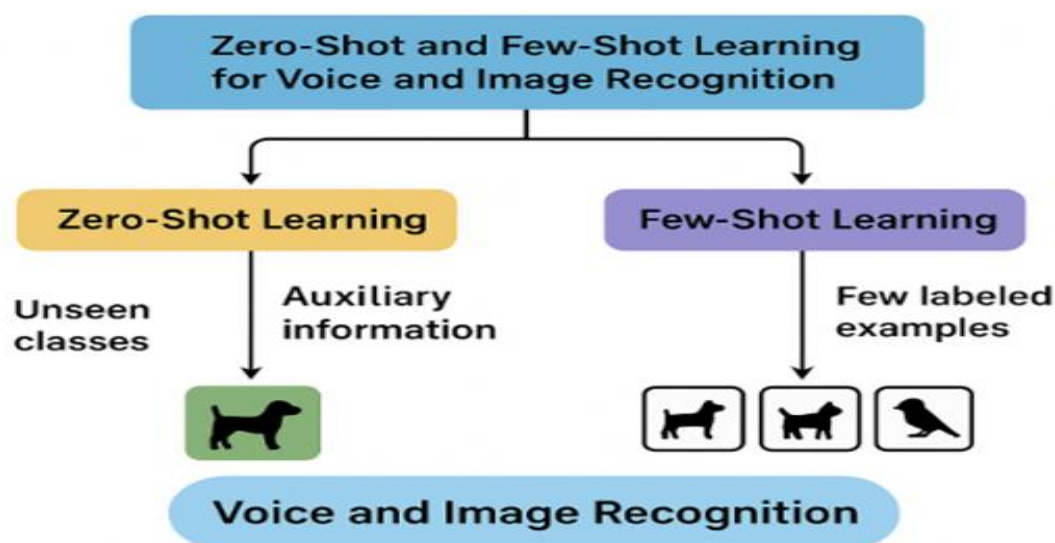 Zero-Shot and Few-Shot Learning
for Voice and Image Recognition
Zero-Shot Learning
Few-Shot Learning
Unseen
classes
Auxiliary
information
Few labeled
examples
Voice and Image Recognition